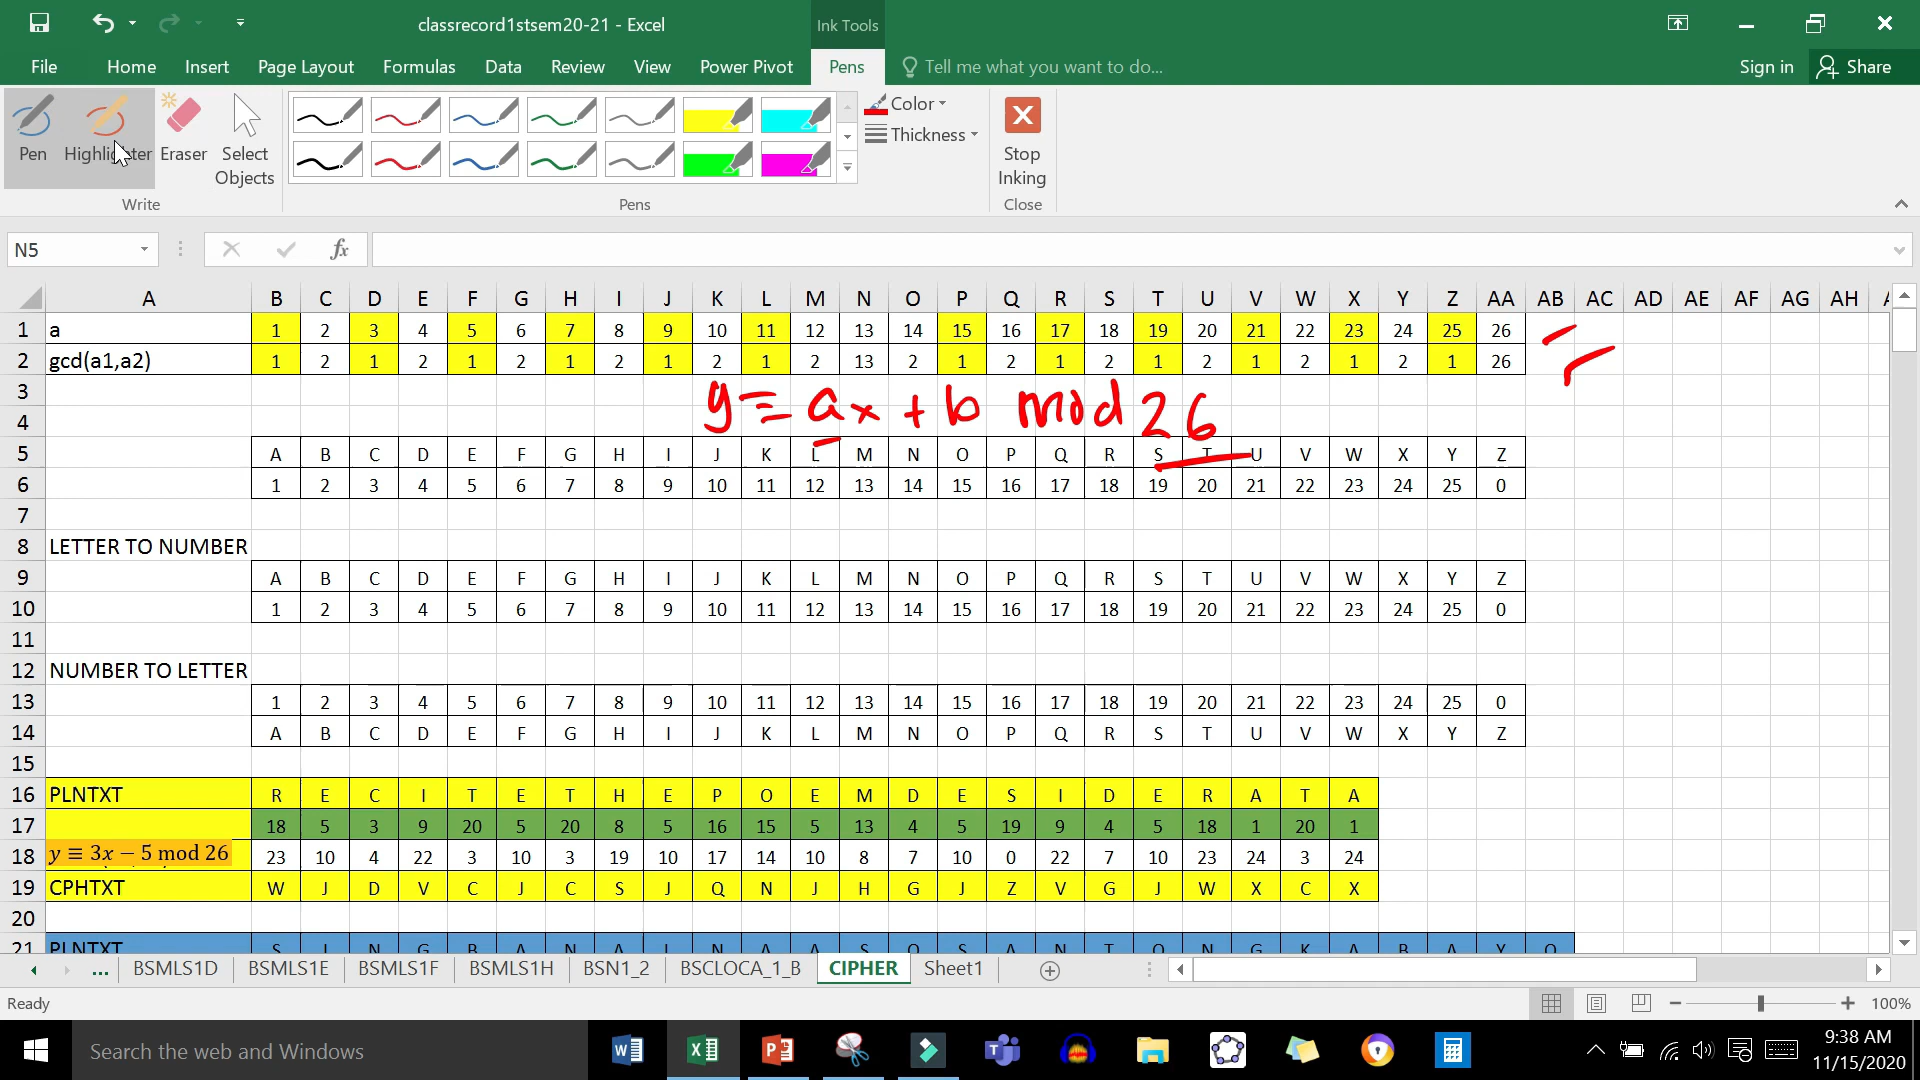 classrecord1stsem20-21 - Excel
Ink Tools
File Home Insert Page Layout Formulas Data Review View Power Pivot Pens Tell me what you want to do... Sign in Share
Pen Highlighter Eraser Select Objects
Color
Thickness
Stop Inking
Write Pens Close
N5 fx
A B C D E F G H I J K L M N O P Q R S T U V W X Y Z AA AB AC AD AE AF AG AH
1 a 1 2 3 4 5 6 7 8 9 10 11 12 13 14 15 16 17 18 19 20 21 22 23 24 25 26
2 gcd(a1,a2) 1 2 1 2 1 2 1 2 1 2 1 2 13 2 1 2 1 2 1 2 1 2 1 2 1 26
3
y ≡ ax + b mod 26
4
5 A B C D E F G H I J K L M N O P Q R S T U V W X Y Z
6 1 2 3 4 5 6 7 8 9 10 11 12 13 14 15 16 17 18 19 20 21 22 23 24 25 0
7
8 LETTER TO NUMBER
9 A B C D E F G H I J K L M N O P Q R S T U V W X Y Z
10 1 2 3 4 5 6 7 8 9 10 11 12 13 14 15 16 17 18 19 20 21 22 23 24 25 0
11
12 NUMBER TO LETTER
13 1 2 3 4 5 6 7 8 9 10 11 12 13 14 15 16 17 18 19 20 21 22 23 24 25 0
14 A B C D E F G H I J K L M N O P Q R S T U V W X Y Z
15
16 PLNTXT R E C I T E T H E P O E M D E S I D E R A T A
17 18 5 3 9 20 5 20 8 5 16 15 5 13 4 5 19 9 4 5 18 1 20 1
18 y ≡ 3x − 5 mod 26 23 10 4 22 3 10 3 19 10 17 14 10 8 7 10 0 22 7 10 23 24 3 24
19 CPHTXT W J D V C J C S J Q N J H G J Z V G J W X C X
20
21 PLNTXT S I N G B A N A L N A A S O S A N T O N G K A B A Y O
... BSMLS1D BSMLS1E BSMLS1F BSMLS1H BSN1_2 BSCLOCA_1_B CIPHER Sheet1
Ready 100%
Search the web and Windows
9:38 AM
11/15/2020